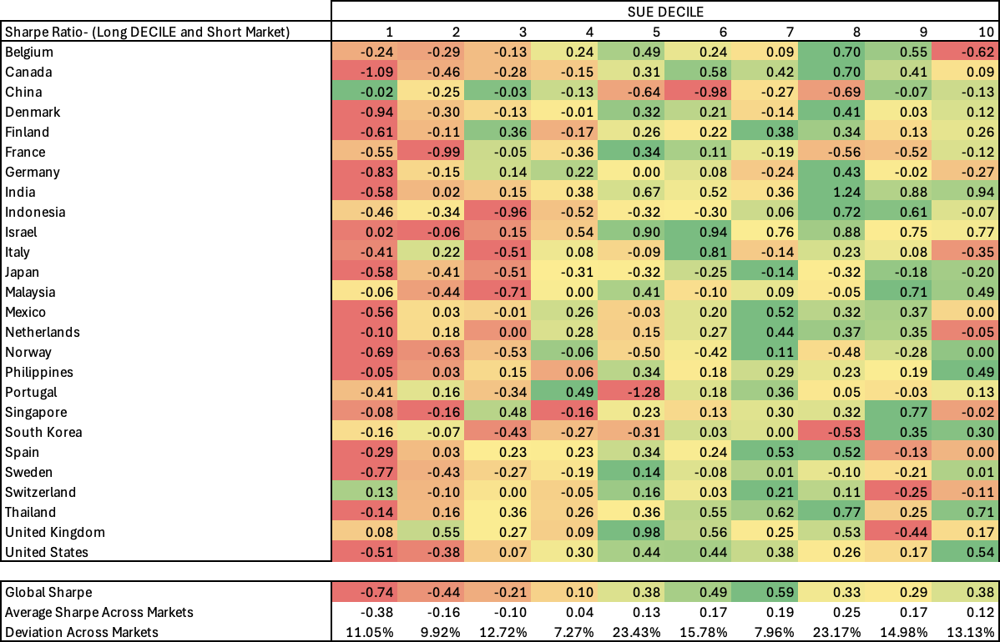 SUE DECILE
Sharpe Ratio- (Long DECILE and Short Market) 1 2 3 4 5 6 7 8 9 10
Belgium -0.24 -0.29 -0.13 0.24 0.49 0.24 0.09 0.70 0.55 -0.62
Canada -1.09 -0.46 -0.28 -0.15 0.31 0.58 0.42 0.70 0.41 0.09
China -0.02 -0.25 -0.03 -0.13 -0.64 -0.98 -0.27 -0.69 -0.07 -0.13
Denmark -0.94 -0.30 -0.13 -0.01 0.32 0.21 -0.14 0.41 0.03 0.12
Finland -0.61 -0.11 0.36 -0.17 0.26 0.22 0.38 0.34 0.13 0.26
France -0.55 -0.99 -0.05 -0.36 0.34 0.11 -0.19 -0.56 -0.52 -0.12
Germany -0.83 -0.15 0.14 0.22 0.00 0.08 -0.24 0.43 -0.02 -0.27
India -0.58 0.02 0.15 0.38 0.67 0.52 0.36 1.24 0.88 0.94
Indonesia -0.46 -0.34 -0.96 -0.52 -0.32 -0.30 0.06 0.72 0.61 -0.07
Israel 0.02 -0.06 0.15 0.54 0.90 0.94 0.76 0.88 0.75 0.77
Italy -0.41 0.22 -0.51 0.08 -0.09 0.81 -0.14 0.23 0.08 -0.35
Japan -0.58 -0.41 -0.51 -0.31 -0.32 -0.25 -0.14 -0.32 -0.18 -0.20
Malaysia -0.06 -0.44 -0.71 0.00 0.41 -0.10 0.09 -0.05 0.71 0.49
Mexico -0.56 0.03 -0.01 0.26 -0.03 0.20 0.52 0.32 0.37 0.00
Netherlands -0.10 0.18 0.00 0.28 0.15 0.27 0.44 0.37 0.35 -0.05
Norway -0.69 -0.63 -0.53 -0.06 -0.50 -0.42 0.11 -0.48 -0.28 0.00
Philippines -0.05 0.03 0.15 0.06 0.34 0.18 0.29 0.23 0.19 0.49
Portugal -0.41 0.16 -0.34 0.49 -1.28 0.18 0.36 0.05 -0.03 0.13
Singapore -0.08 -0.16 0.48 -0.16 0.23 0.13 0.30 0.32 0.77 -0.02
South Korea -0.16 -0.07 -0.43 -0.27 -0.31 0.03 0.00 -0.53 0.35 0.30
Spain -0.29 0.03 0.23 0.23 0.34 0.24 0.53 0.52 -0.13 0.00
Sweden -0.77 -0.43 -0.27 -0.19 0.14 -0.08 0.01 -0.10 -0.21 0.01
Switzerland 0.13 -0.10 0.00 -0.05 0.16 0.03 0.21 0.11 -0.25 -0.11
Thailand -0.14 0.16 0.36 0.26 0.36 0.55 0.62 0.77 0.25 0.71
United Kingdom 0.08 0.55 0.27 0.09 0.98 0.56 0.25 0.53 -0.44 0.17
United States -0.51 -0.38 0.07 0.30 0.44 0.44 0.38 0.26 0.17 0.54
Global Sharpe -0.74 -0.44 -0.21 0.10 0.38 0.49 0.59 0.33 0.29 0.38
Average Sharpe Across Markets -0.38 -0.16 -0.10 0.04 0.13 0.17 0.19 0.25 0.17 0.12
Deviation Across Markets 11.05% 9.92% 12.72% 7.27% 23.43% 15.78% 7.96% 23.17% 14.98% 13.13%